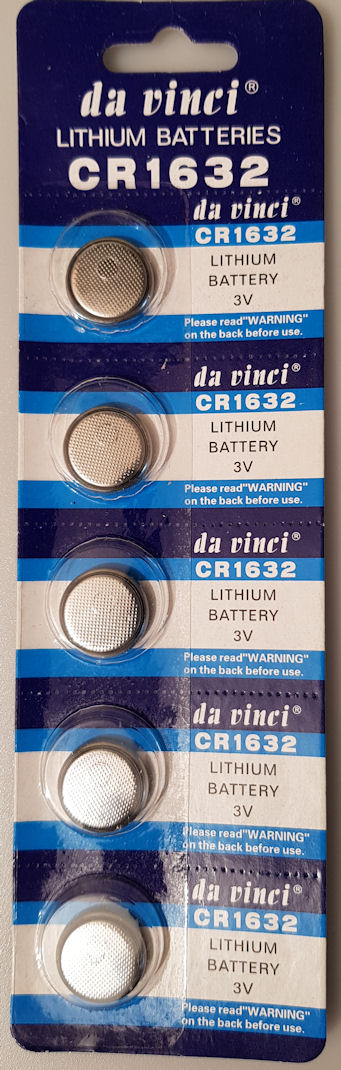 da vinci®
LITHIUM BATTERIES
CR1632
da vinci®
CR1632
LITHIUM
BATTERY
3V
Please read"WARNING"
on the back before use.
da vinci®
CR1632
LITHIUM
BATTERY
3V
Please read"WARNING"
on the back before use.
da vinci®
CR1632
LITHIUM
BATTERY
3V
Please read"WARNING"
on the back before use.
da vinci®
CR1632
LITHIUM
BATTERY
3V
Please read"WARNING"
on the back before use.
da vinci®
CR1632
LITHIUM
BATTERY
3V
Please read"WARNING"
on the back before use.